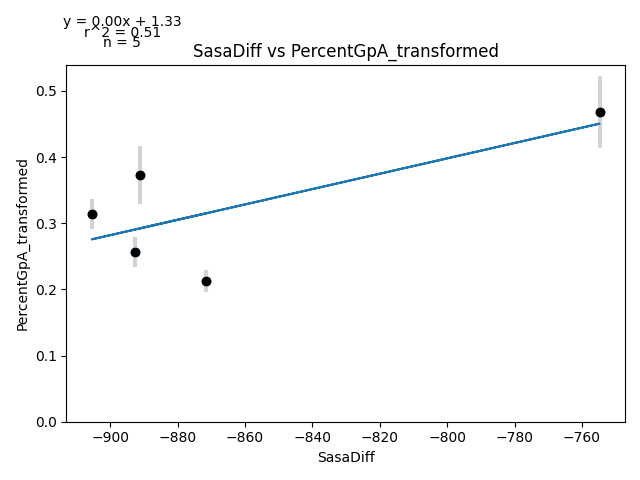 y = 0.00x + 1.33
r^2 = 0.51
n = 5
SasaDiff vs PercentGpA_transformed
PercentGpA_transformed
0.5
0.4
0.3
0.2
0.1
0.0
−900 −880 −860 −840 −820 −800 −780 −760
SasaDiff